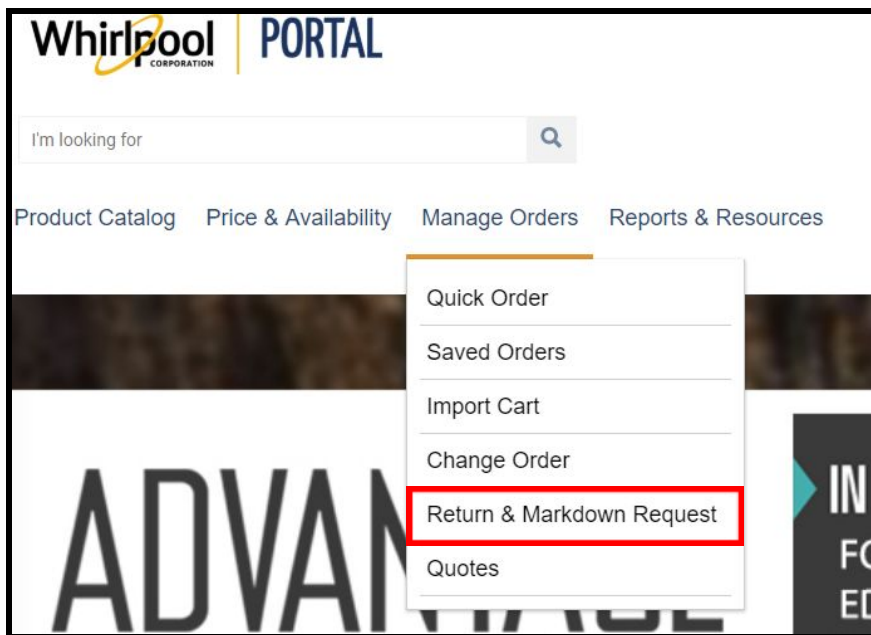 Whirlpool
CORPORATION
PORTAL
I'm looking for
Product Catalog Price & Availability Manage Orders Reports & Resources
Quick Order
Saved Orders
Import Cart
Change Order
Return & Markdown Request
Quotes
IN